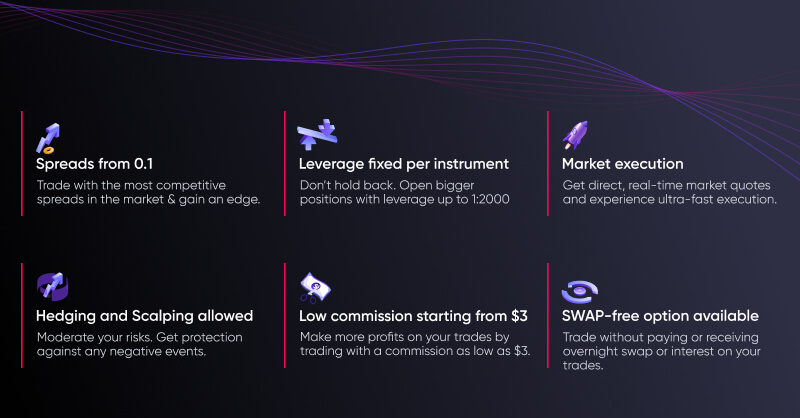 Spreads from 0.1
Trade with the most competitive
spreads in the market & gain an edge.
Leverage fixed per instrument
Don't hold back. Open bigger
positions with leverage up to 1:2000
Market execution
Get direct, real-time market quotes
and experience ultra-fast execution.
Hedging and Scalping allowed
Moderate your risks. Get protection
against any negative events.
Low commission starting from $3
Make more profits on your trades by
trading with a commission as low as $3.
SWAP-free option available
Trade without paying or receiving
overnight swap or interest on your
trades.